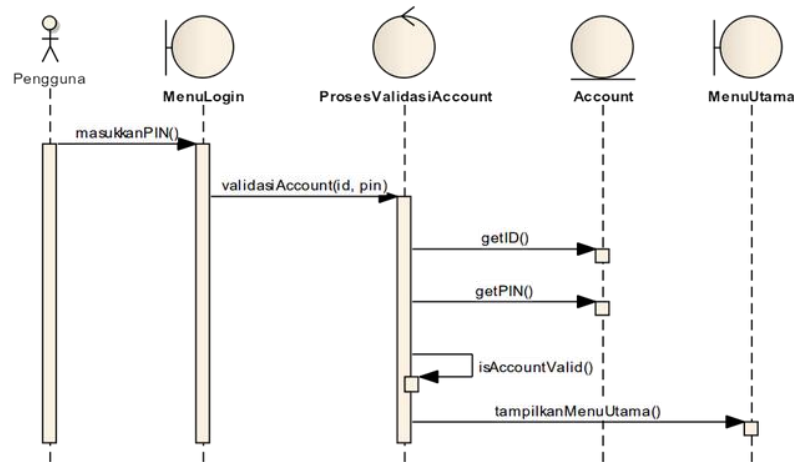 Pengguna
MenuLogin
ProsesValidasiAccount
Account
MenuUtama
masukkanPIN()
validasiAccount(id, pin)
getID()
getPIN()
isAccountValid()
tampilkanMenuUtama()